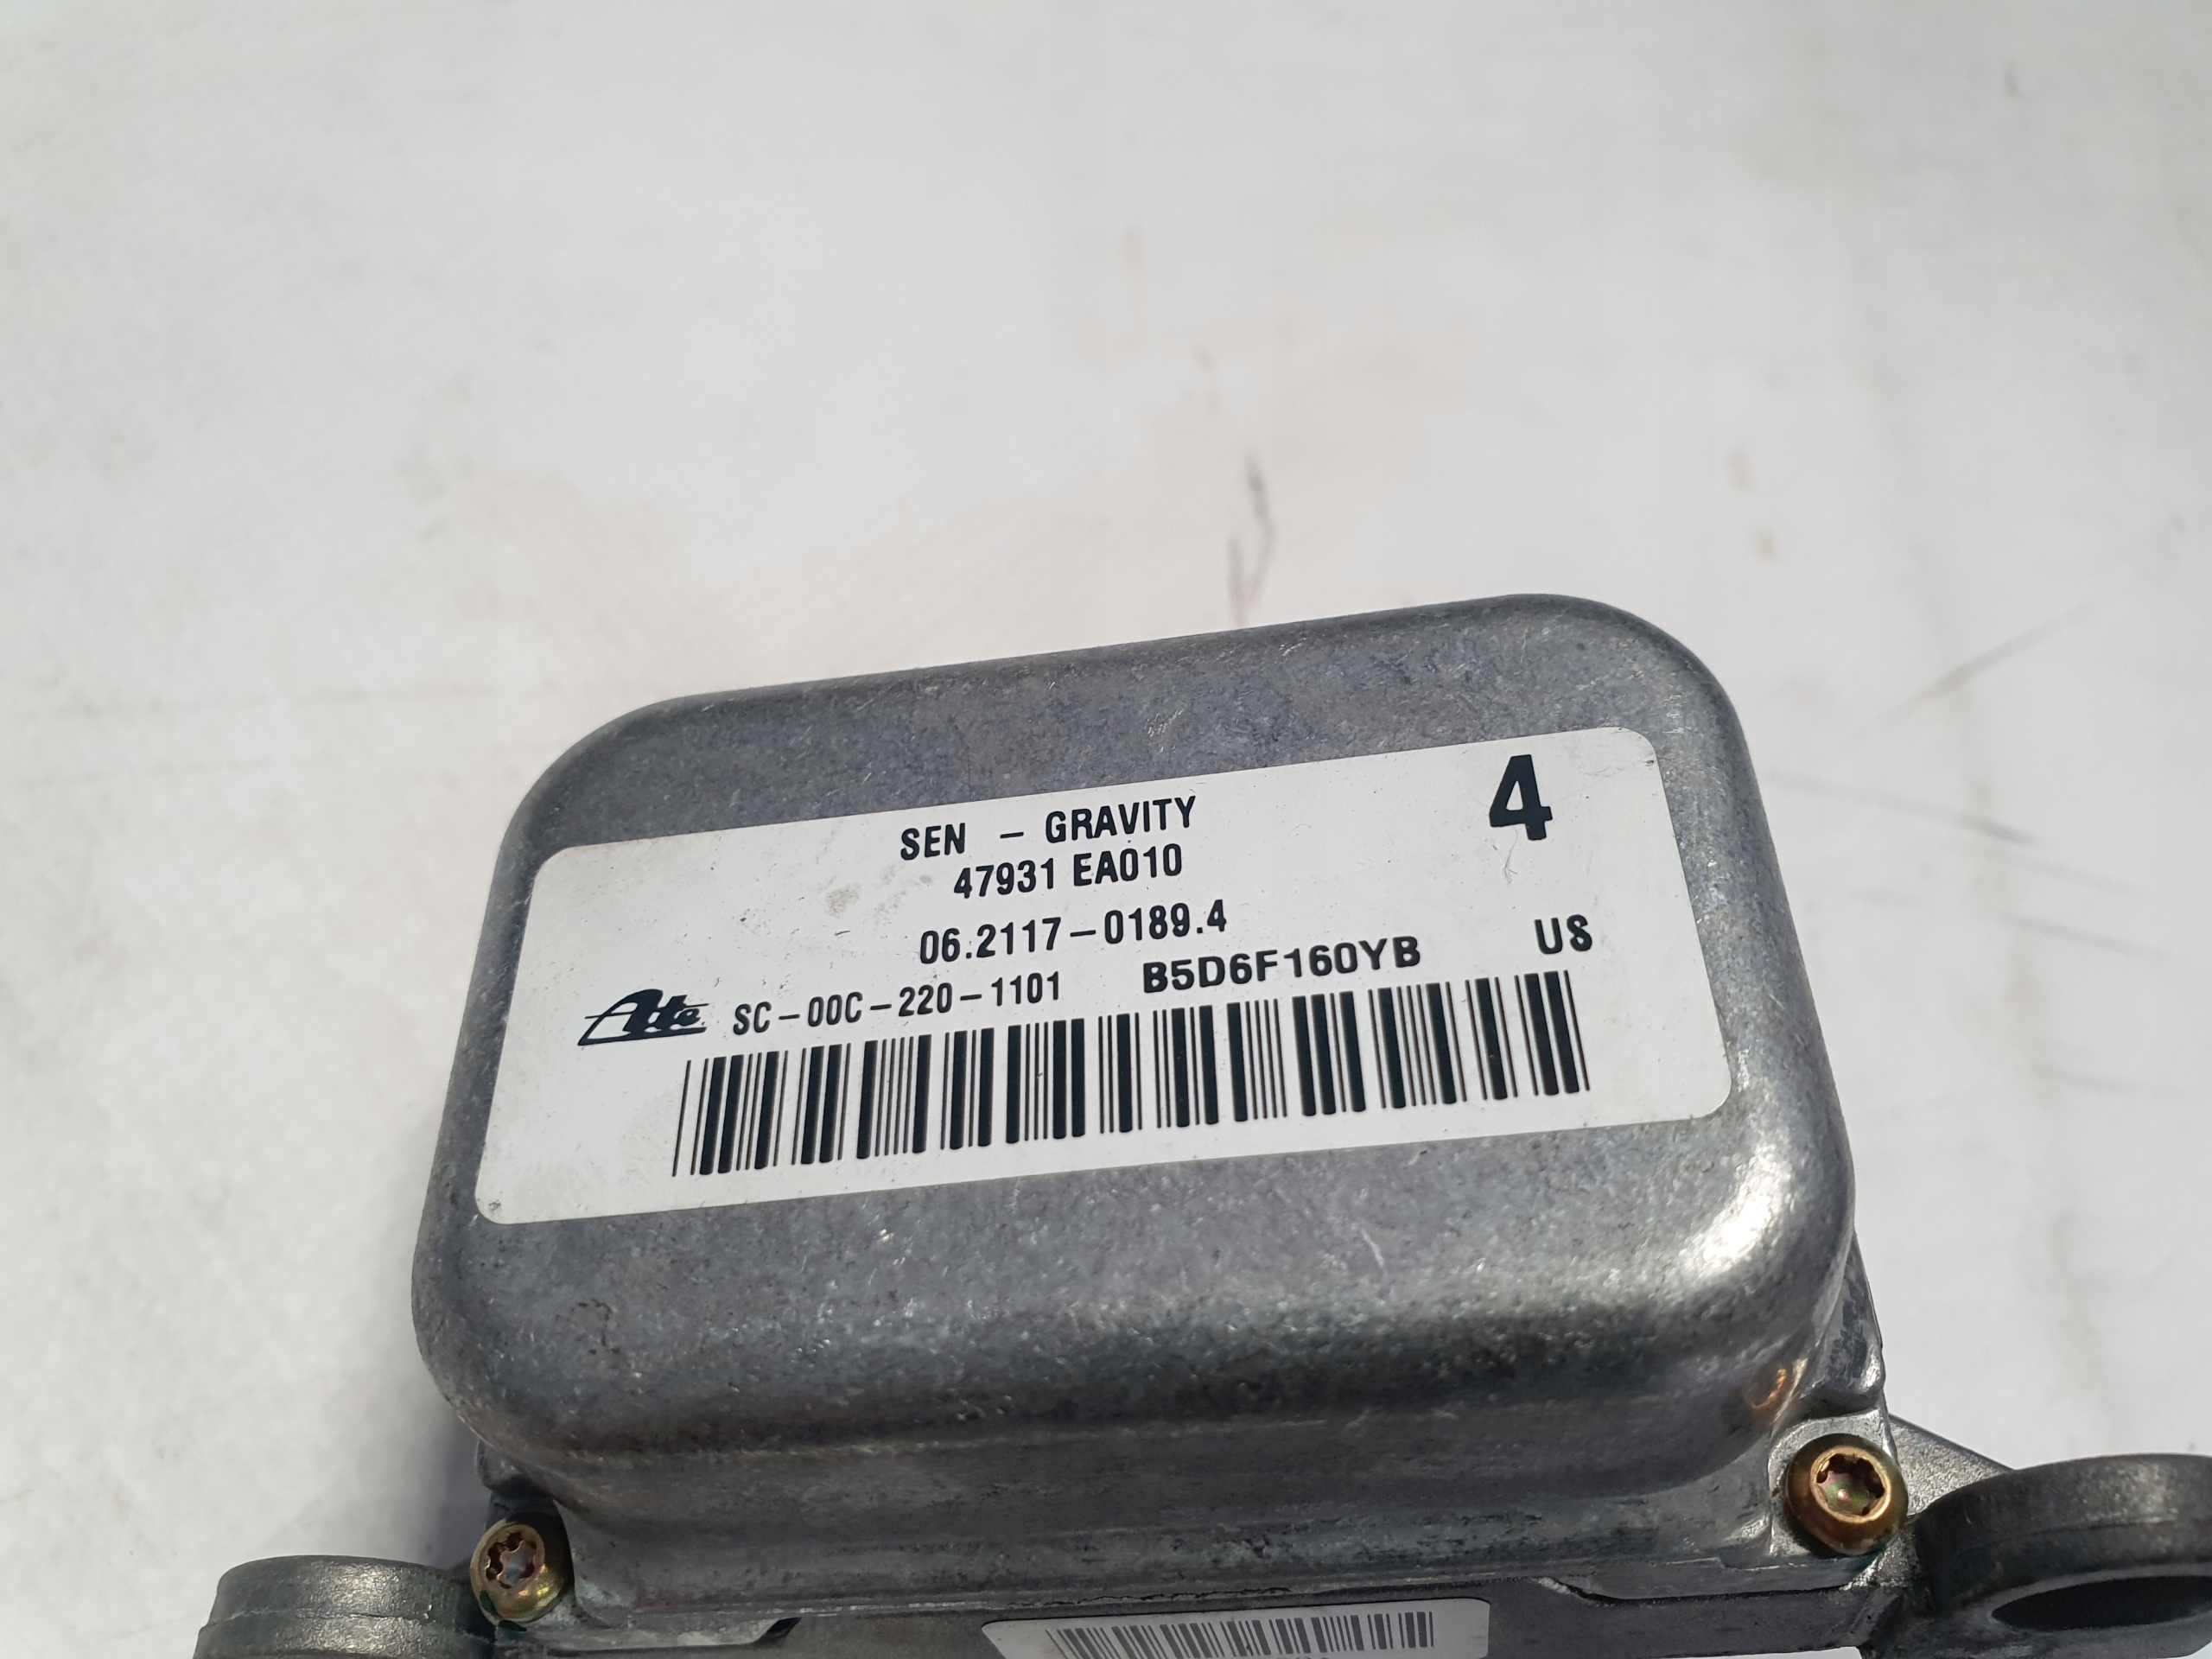 SEN - GRAVITY
4
47931 EA010
06.2117-0189.4
US
Ate SC-00C-220-1101 B5D6F160YB